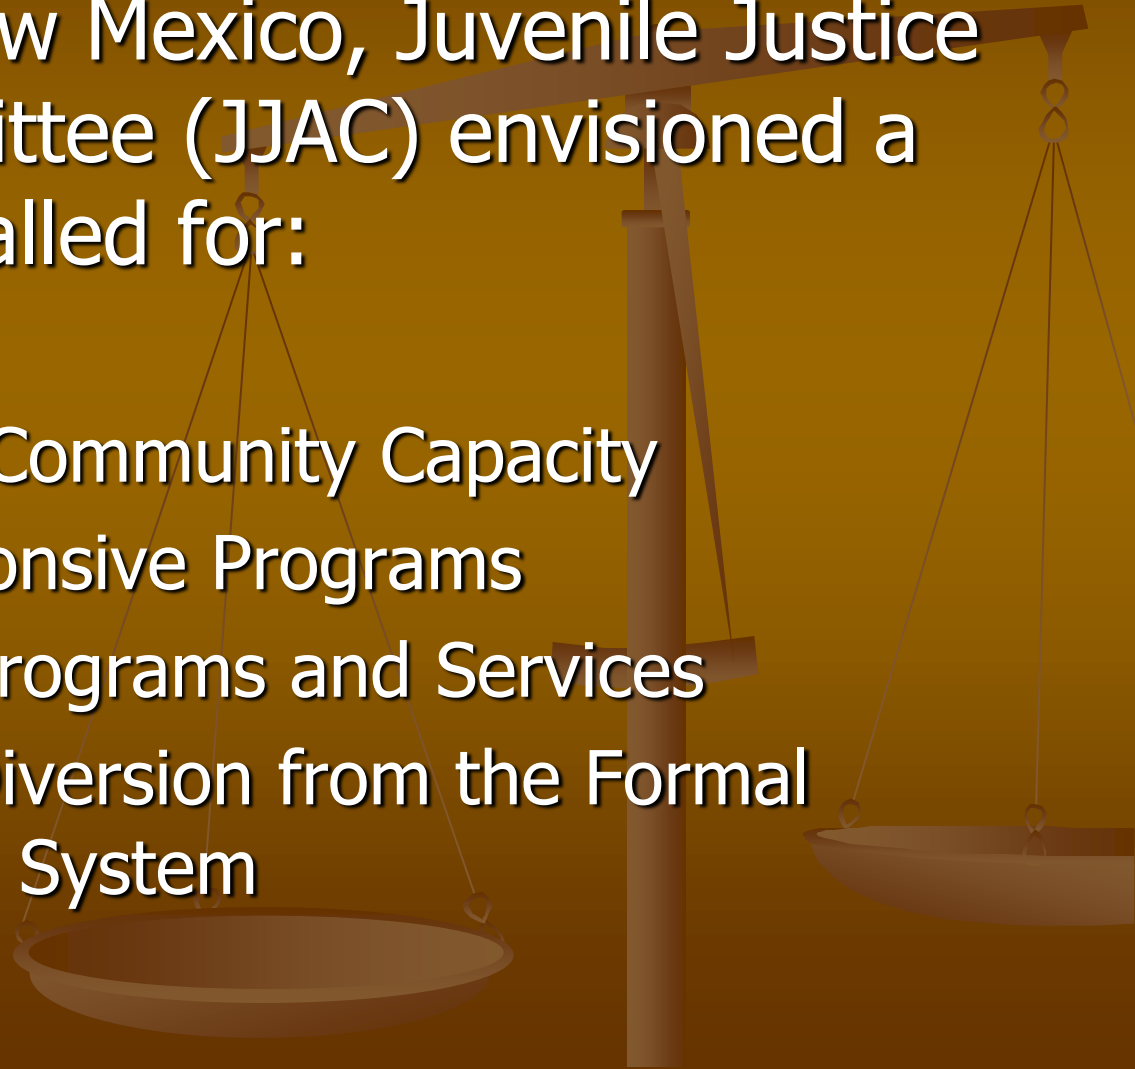 w Mexico, Juvenile Justice
ittee (JJAC) envisioned a
alled for:
Community Capacity
onsive Programs
rograms and Services
iversion from the Formal
System